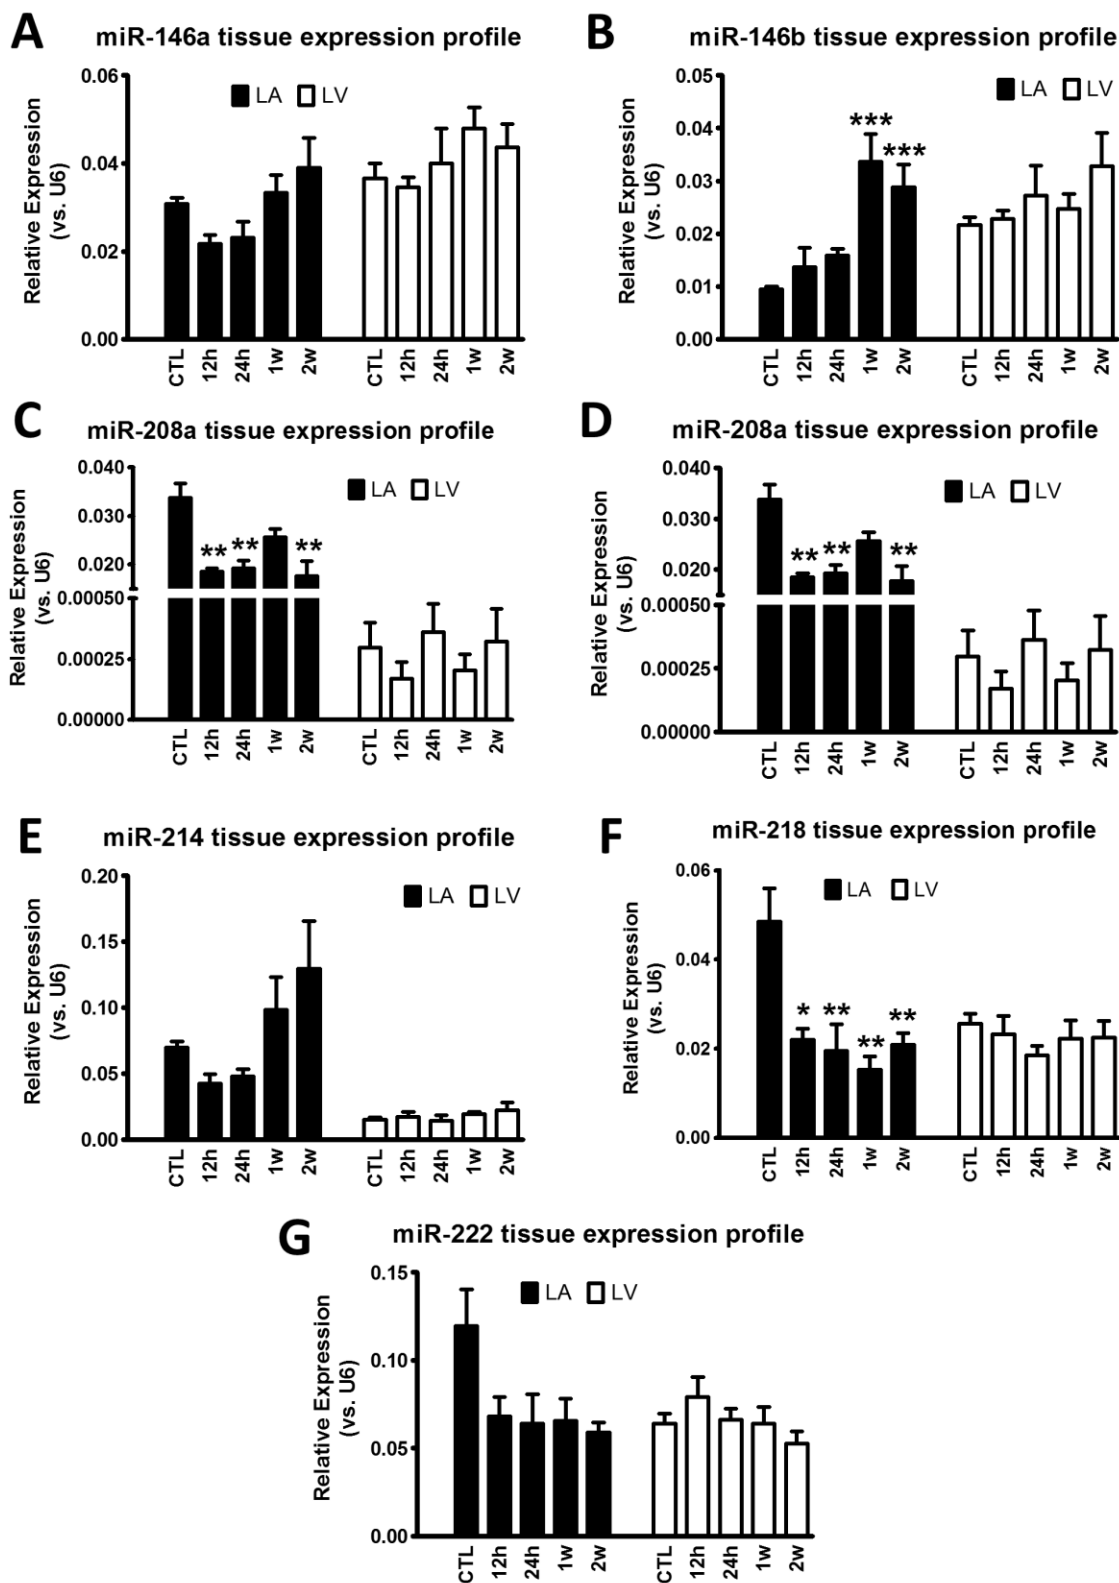 A
miR-146a tissue expression profile
LA LV
Relative Expression
(vs. U6)
0.06
0.04
0.02
0.00
CTL 12h 24h 1w 2w CTL 12h 24h 1w 2w
B
miR-146b tissue expression profile
LA LV
Relative Expression
(vs. U6)
0.05
0.04
0.03
0.02
0.01
0.00
*** ***
CTL 12h 24h 1w 2w CTL 12h 24h 1w 2w
C
miR-208a tissue expression profile
LA LV
Relative Expression
(vs. U6)
0.040
0.030
0.020
0.00050
0.00025
0.00000
** ** **
CTL 12h 24h 1w 2w CTL 12h 24h 1w 2w
D
miR-208a tissue expression profile
LA LV
Relative Expression
(vs. U6)
0.040
0.030
0.020
0.00050
0.00025
0.00000
** ** **
CTL 12h 24h 1w 2w CTL 12h 24h 1w 2w
E
miR-214 tissue expression profile
LA LV
Relative Expression
(vs. U6)
0.20
0.15
0.10
0.05
0.00
CTL 12h 24h 1w 2w CTL 12h 24h 1w 2w
F
miR-218 tissue expression profile
LA LV
Relative Expression
(vs. U6)
0.06
0.04
0.02
0.00
* ** ** **
CTL 12h 24h 1w 2w CTL 12h 24h 1w 2w
G
miR-222 tissue expression profile
LA LV
Relative Expression
(vs. U6)
0.15
0.10
0.05
0.00
CTL 12h 24h 1w 2w CTL 12h 24h 1w 2w